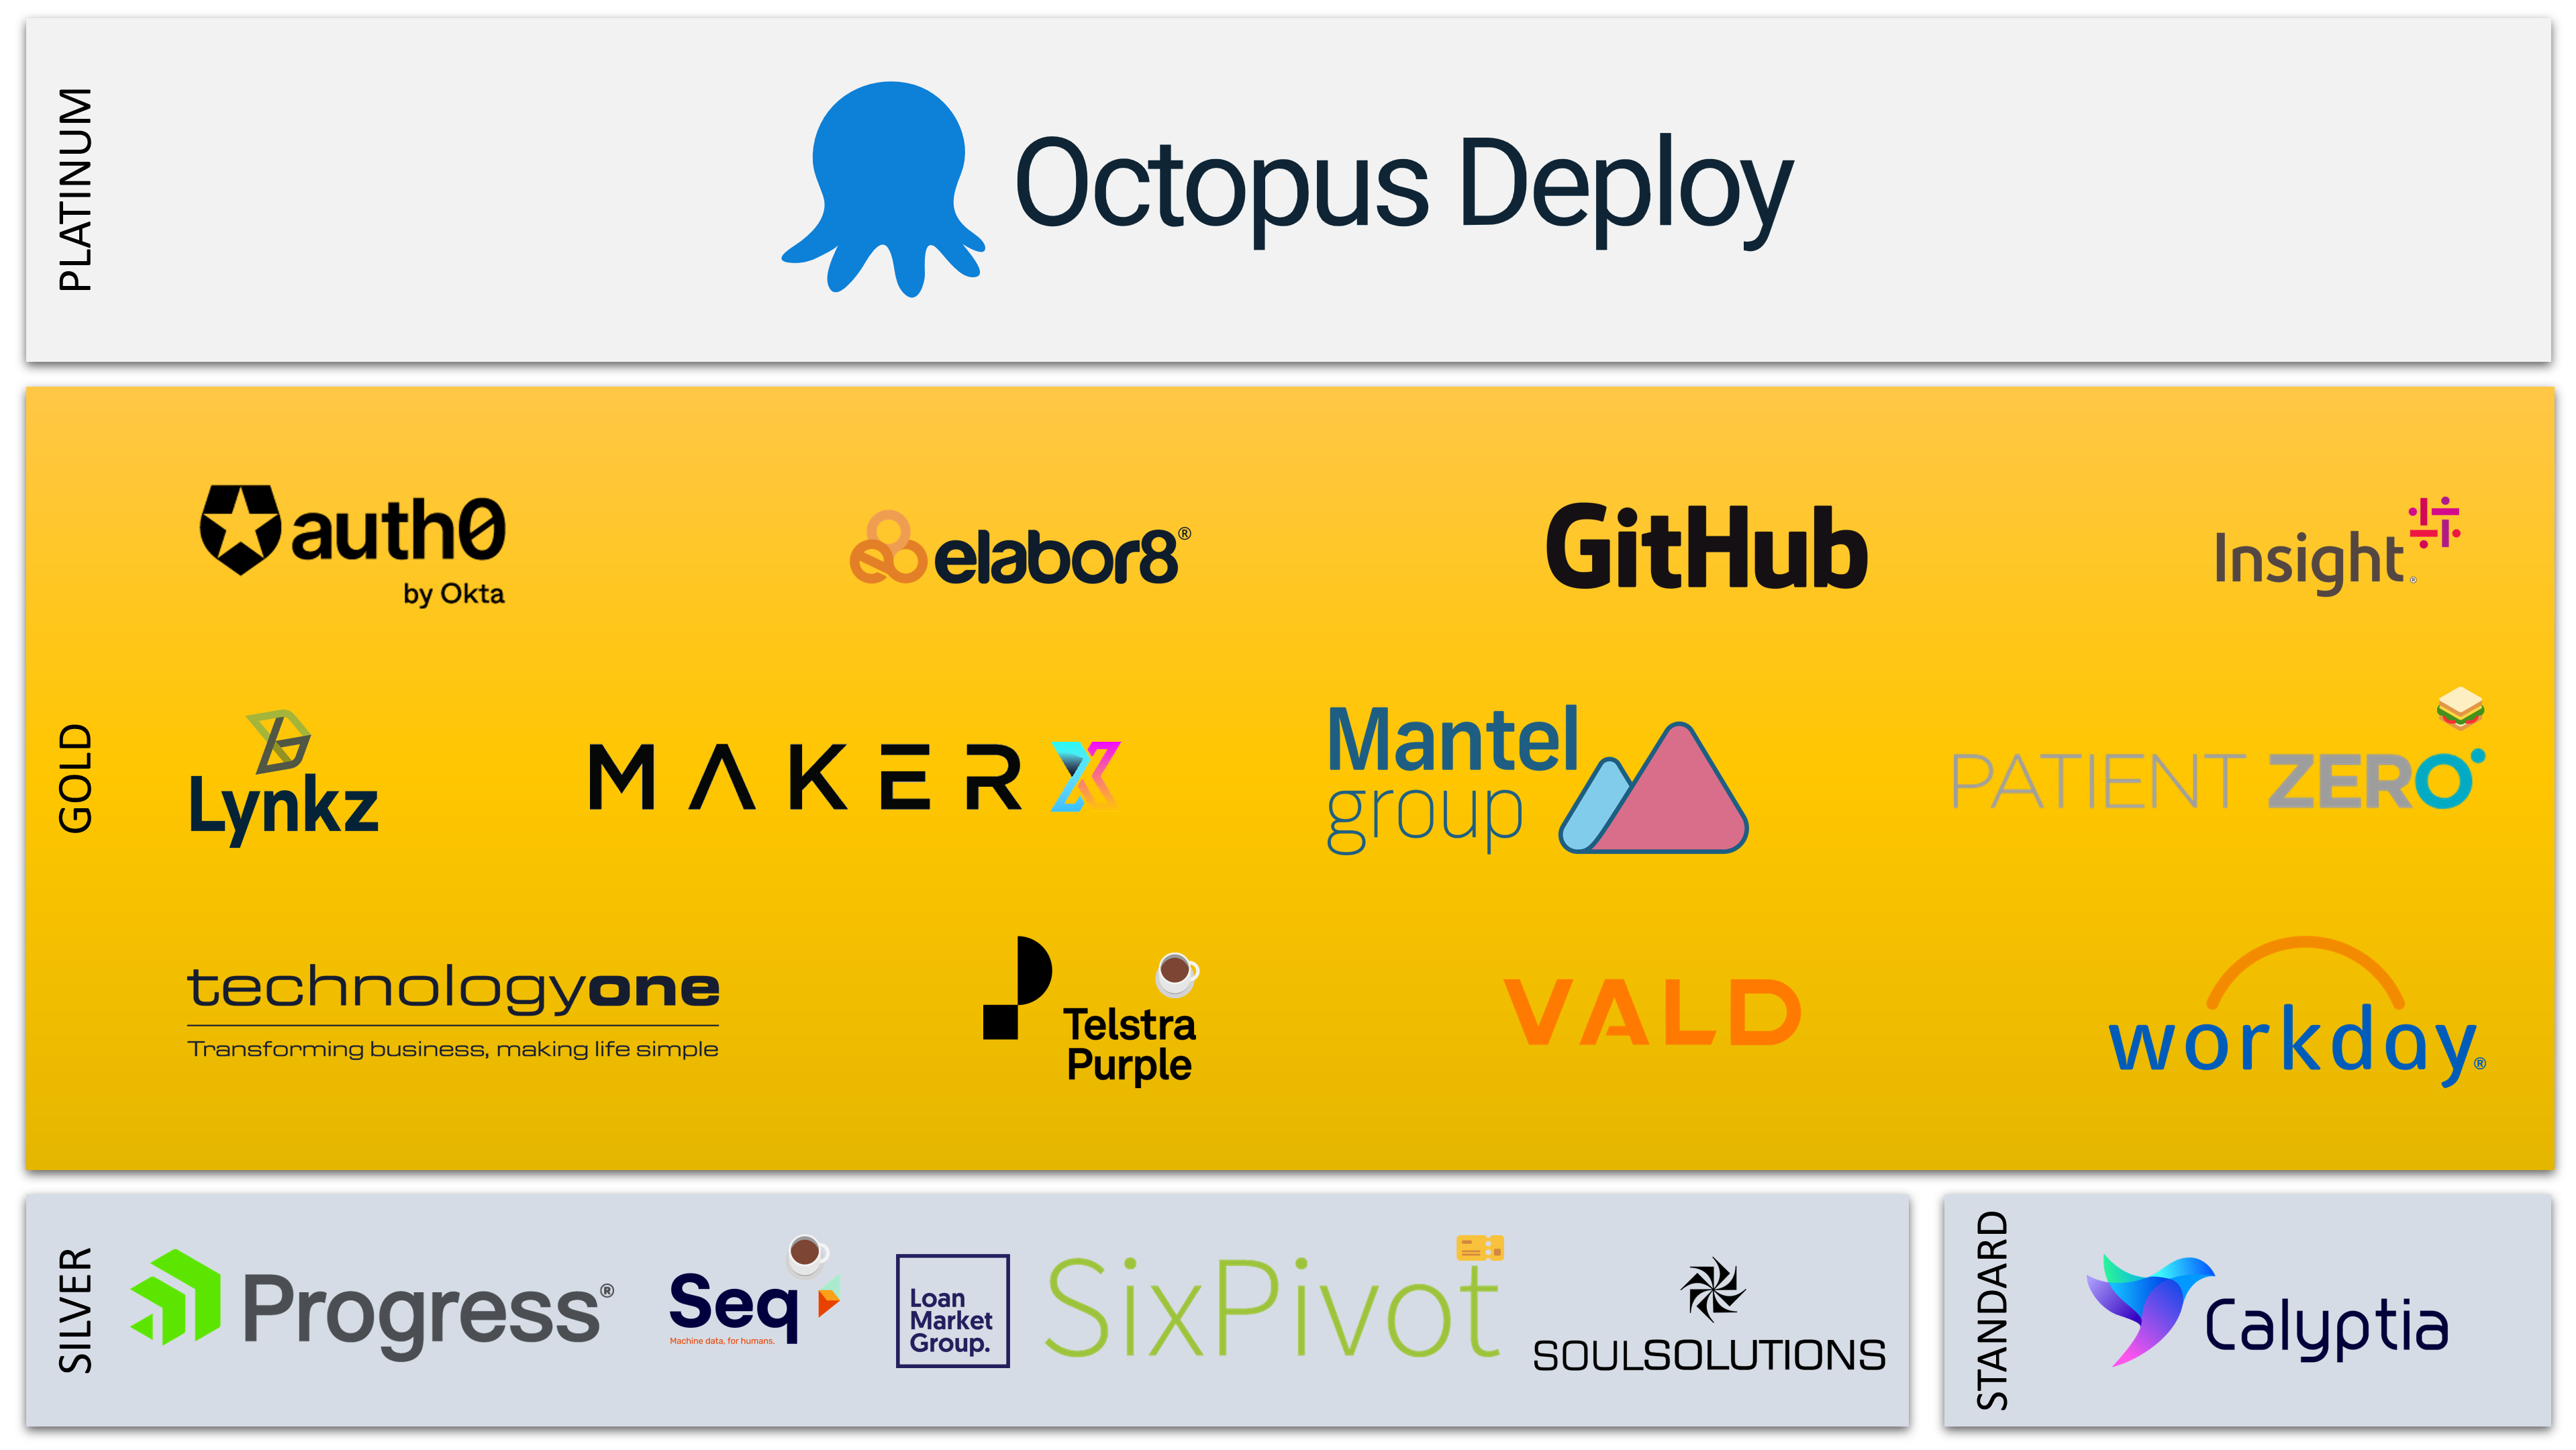 PLATINUM
Octopus Deploy
GOLD
auth0
by Okta
elabor8®
GitHub
Insight®
Lynkz
MAKERX
Mantel
group
PATIENT ZERO
technologyone
Transforming business, making life simple
Telstra
Purple
VALD
workday®
SILVER
Progress®
Seq
Machine data, for humans.
Loan
Market
Group.
SixPivot
SOULSOLUTIONS
STANDARD
Calyptia